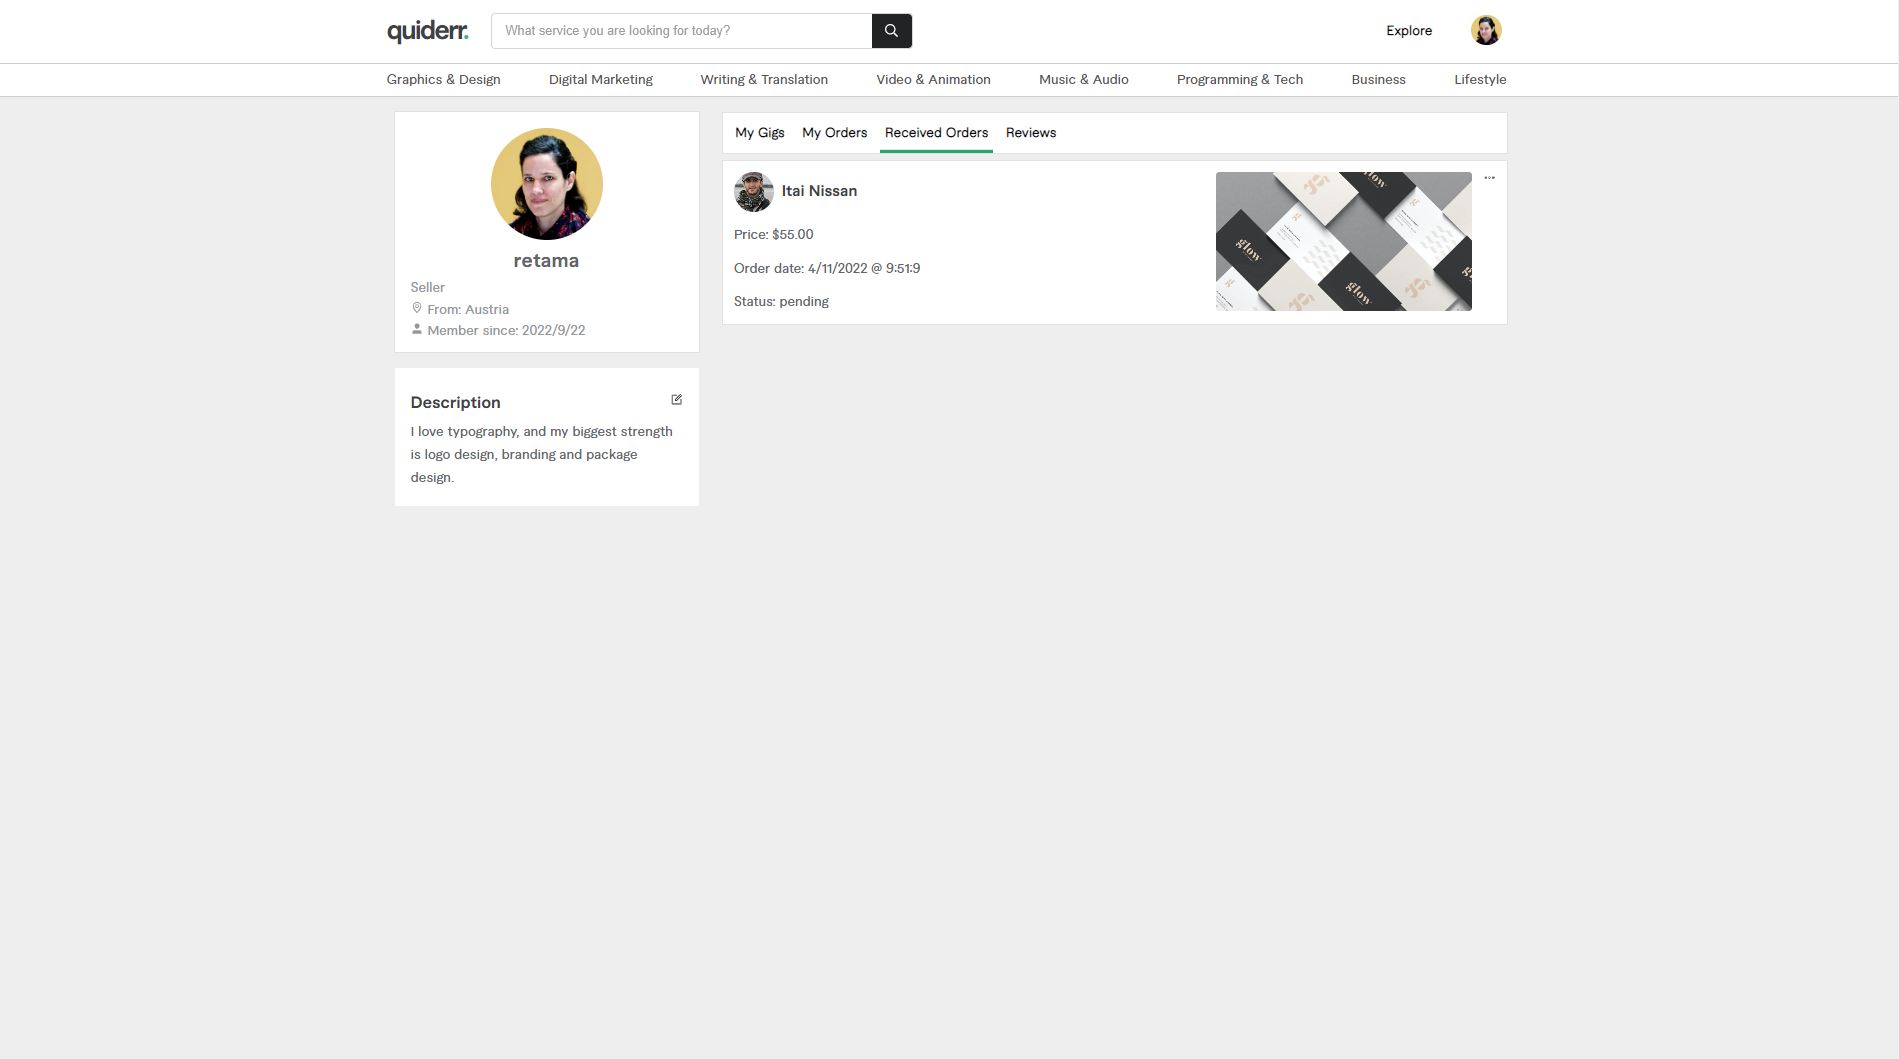 quiderr.
What service you are looking for today?
Explore
Graphics & Design
Digital Marketing
Writing & Translation
Video & Animation
Music & Audio
Programming & Tech
Business
Lifestyle
retama
Seller
From: Austria
Member since: 2022/9/22
Description
I love typography, and my biggest strength
is logo design, branding and package
design.
My Gigs
My Orders
Received Orders
Reviews
Itai Nissan
Price: $55.00
Order date: 4/11/2022 @ 9:51:9
Status: pending
glow
glow
glow